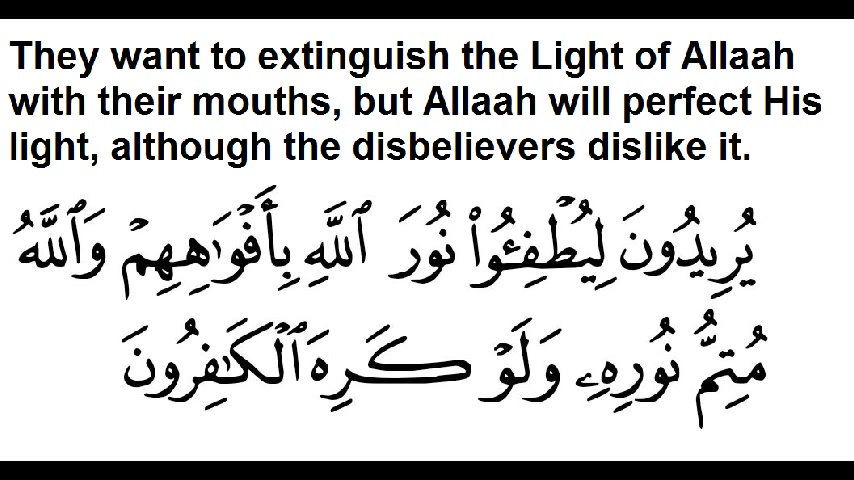 They want to extinguish the Light of Allaah
with their mouths, but Allaah will perfect His
light, although the disbelievers dislike it.
يُرِيدُونَ لِيُطْفِـُٔوا۟ نُورَ ٱللَّهِ بِأَفْوَٰهِهِمْ وَٱللَّهُ
مُتِمُّ نُورِهِۦ وَلَوْ كَرِهَ ٱلْكَـٰفِرُونَ